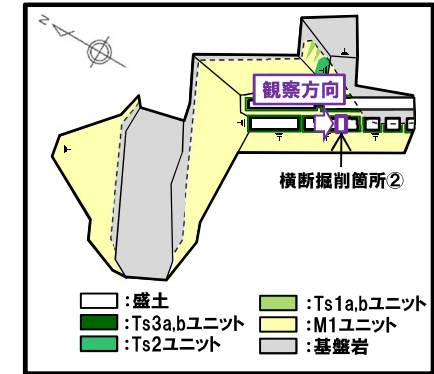 N
観察方向
横断掘削箇所②
:盛土
:Ts1a,bユニット
:Ts3a,bユニット
:M1ユニット
:Ts2ユニット
:基盤岩